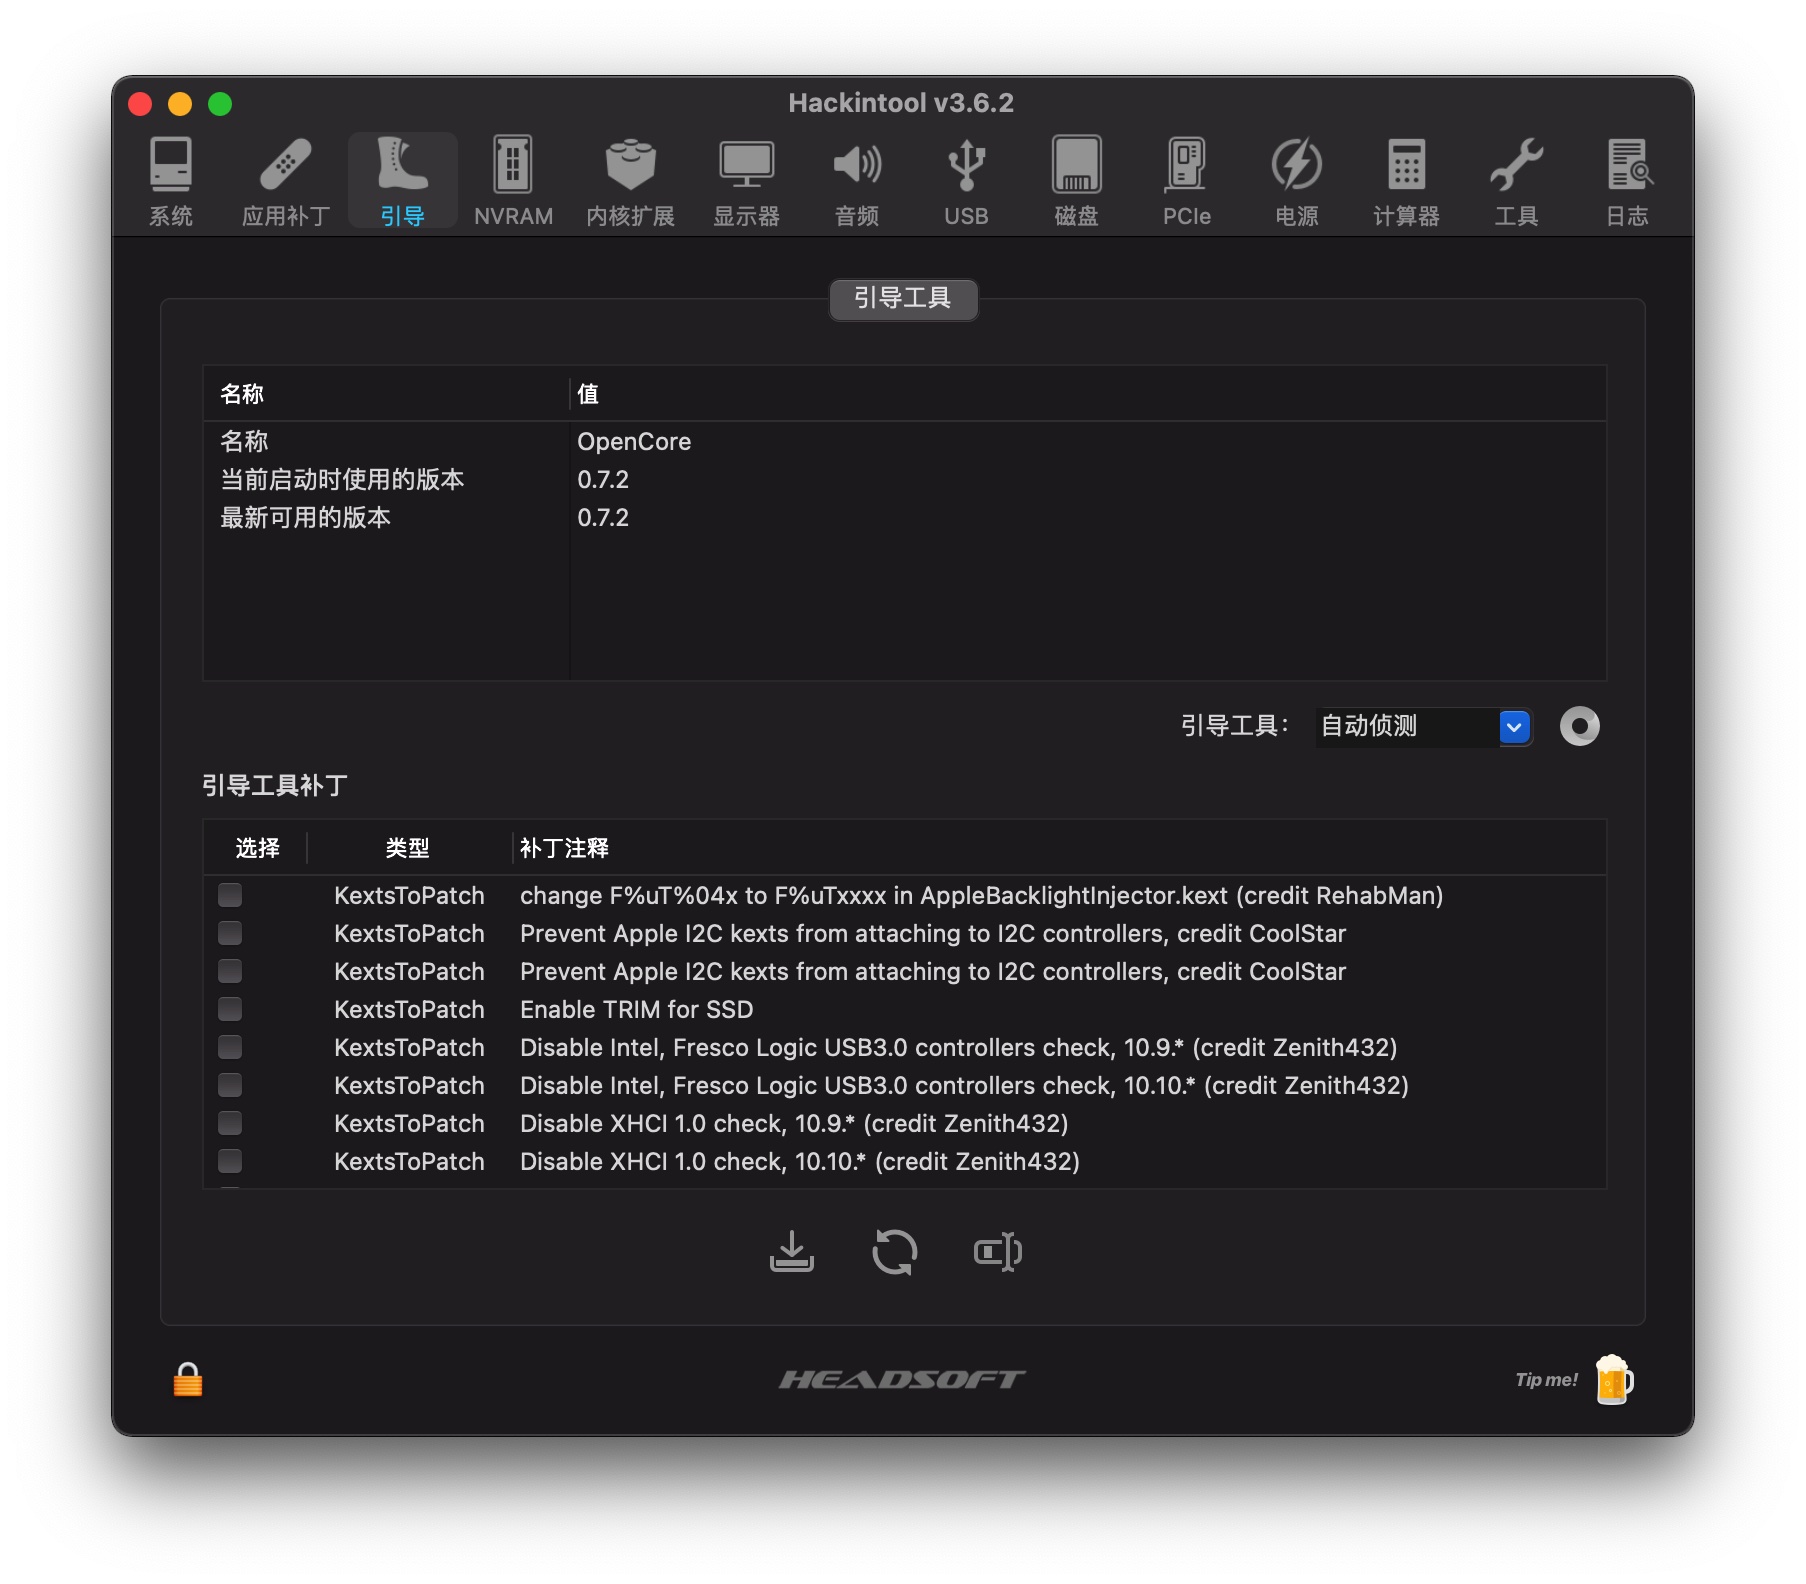 Hackintool v3.6.2
系统 应用补丁 引导 NVRAM 内核扩展 显示器 音频 USB 磁盘 PCIe 电源 计算器 工具 日志
引导工具
名称 值
名称 OpenCore
当前启动时使用的版本 0.7.2
最新可用的版本 0.7.2
引导工具： 自动侦测
引导工具补丁
选择 类型 补丁注释
KextsToPatch change F%uT%04x to F%uTxxxx in AppleBacklightInjector.kext (credit RehabMan)
KextsToPatch Prevent Apple I2C kexts from attaching to I2C controllers, credit CoolStar
KextsToPatch Prevent Apple I2C kexts from attaching to I2C controllers, credit CoolStar
KextsToPatch Enable TRIM for SSD
KextsToPatch Disable Intel, Fresco Logic USB3.0 controllers check, 10.9.* (credit Zenith432)
KextsToPatch Disable Intel, Fresco Logic USB3.0 controllers check, 10.10.* (credit Zenith432)
KextsToPatch Disable XHCI 1.0 check, 10.9.* (credit Zenith432)
KextsToPatch Disable XHCI 1.0 check, 10.10.* (credit Zenith432)
HEADSOFT Tip me!